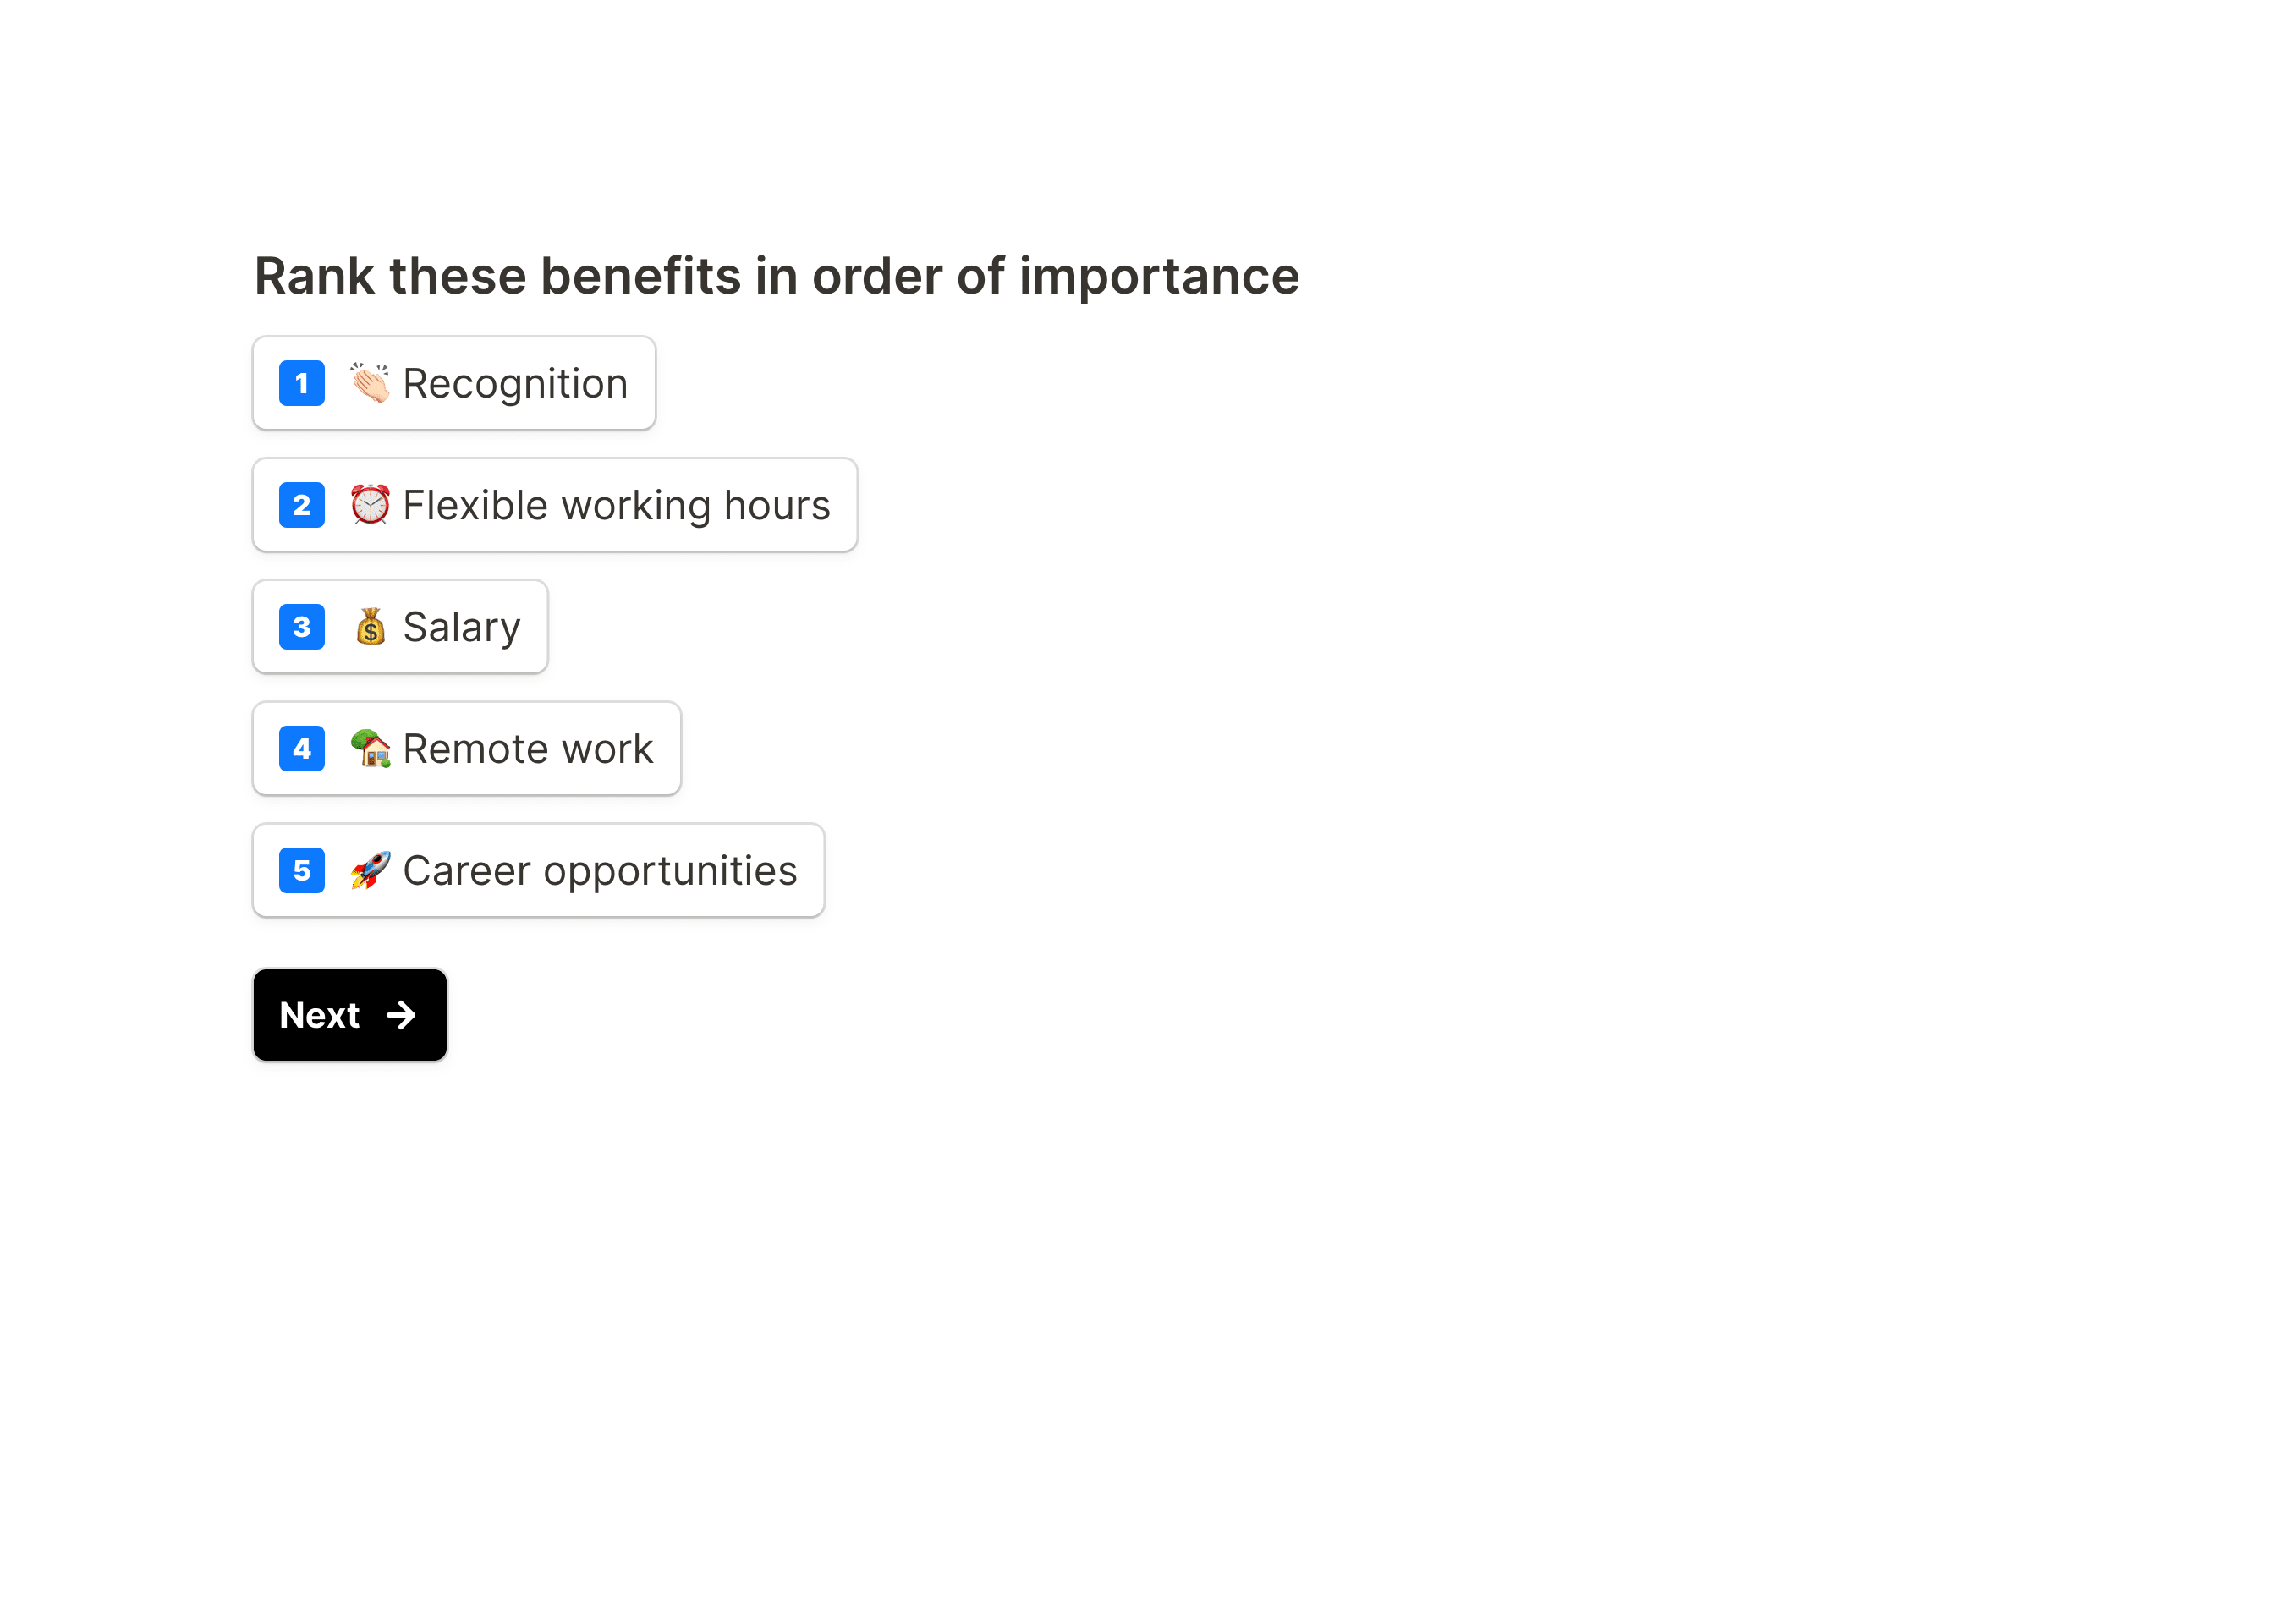 Rank these benefits in order of importance
1 👏🏻 Recognition
2 ⏰ Flexible working hours
3 💰 Salary
4 🏡 Remote work
5 🚀 Career opportunities
Next →